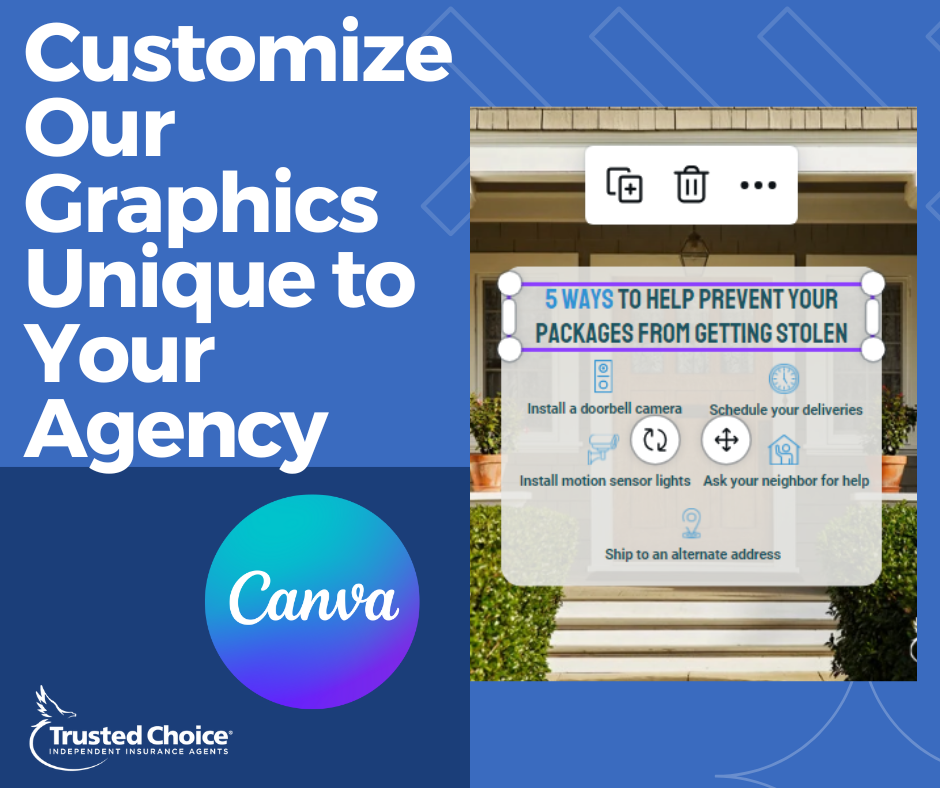 Customize
Our
Graphics
Unique to
Your
Agency
5 WAYS TO HELP PREVENT YOUR
PACKAGES FROM GETTING STOLEN
Install a doorbell camera
Schedule your deliveries
Install motion sensor lights
Ask your neighbor for help
Ship to an alternate address
Canva
Trusted Choice®
INDEPENDENT INSURANCE AGENTS